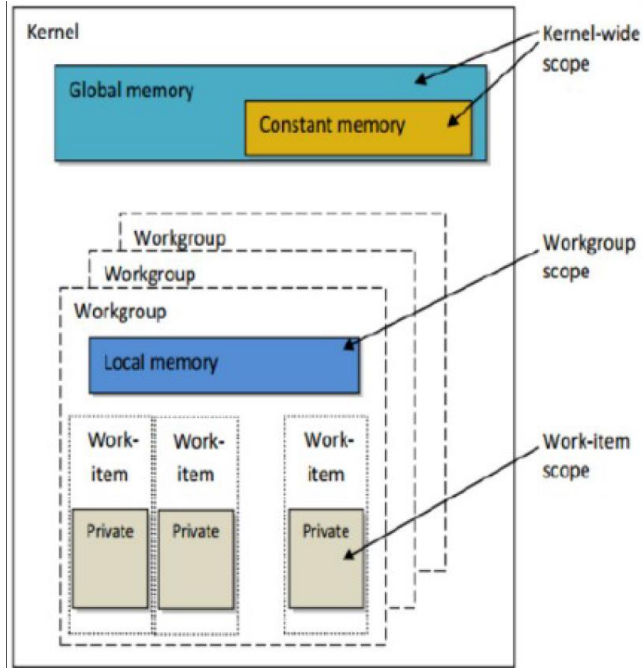 Kernel
Kernel-wide
scope
Global memory
Constant memory
Workgroup
Workgroup
Workgroup
Workgroup
scope
Local memory
Work-
item
Work-
item
Work-
item
Work-item
scope
Private
Private
Private